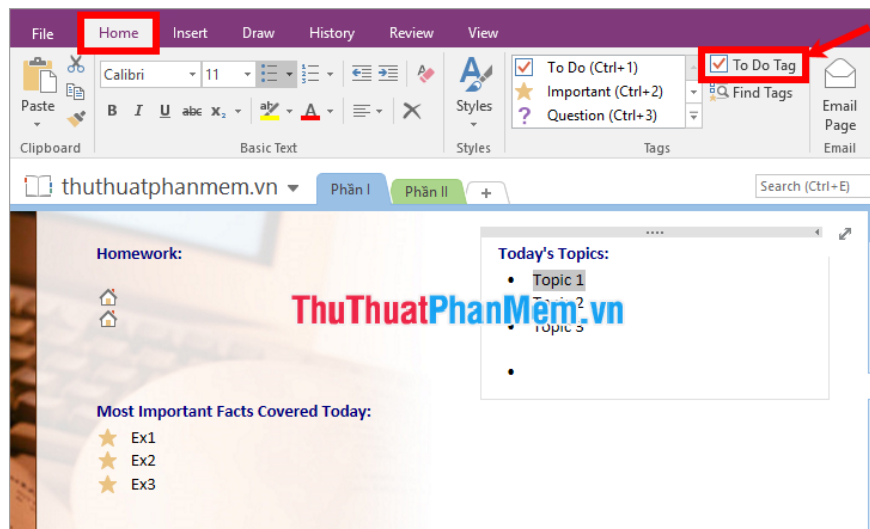 File Home Insert Draw History Review View
Calibri 11
To Do (Ctrl+1)
To Do Tag
Important (Ctrl+2)
Find Tags
Question (Ctrl+3)
Paste
B I U abc X₂ A
Styles
Email
Page
Clipboard Basic Text Styles Tags Email
thuthuatphanmem.vn Phần I Phần II + Search (Ctrl+E)
Homework:
Today's Topics:
• Topic 1
ThuThuatPhanMem.vn
• Topic 3
•
Most Important Facts Covered Today:
Ex1
Ex2
Ex3